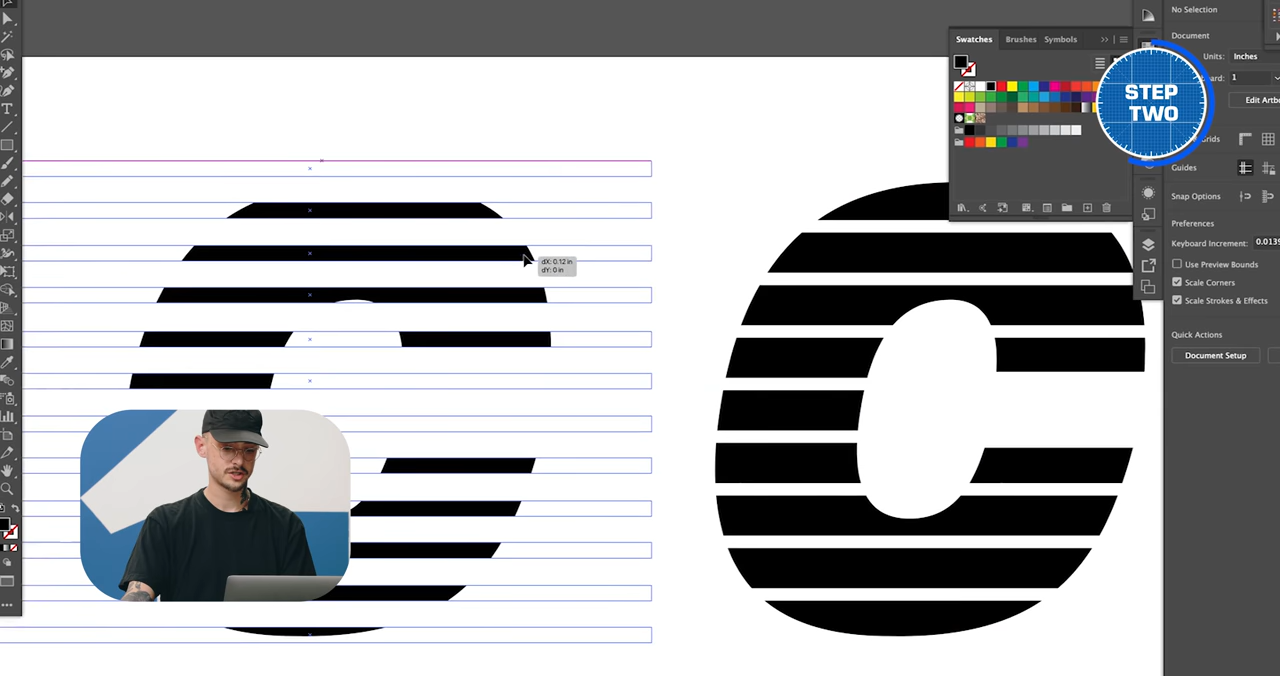 No Selection
Document
Units: Inches
1
Edit Artbo
Guides
Snap Options
Preferences
Keyboard Increment: 0.0139
Use Preview Bounds
Scale Corners
Scale Strokes & Effects
Quick Actions
Document Setup
Swatches Brushes Symbols
STEP
TWO
dX: 0.12 in
dY: 0 in
C
C